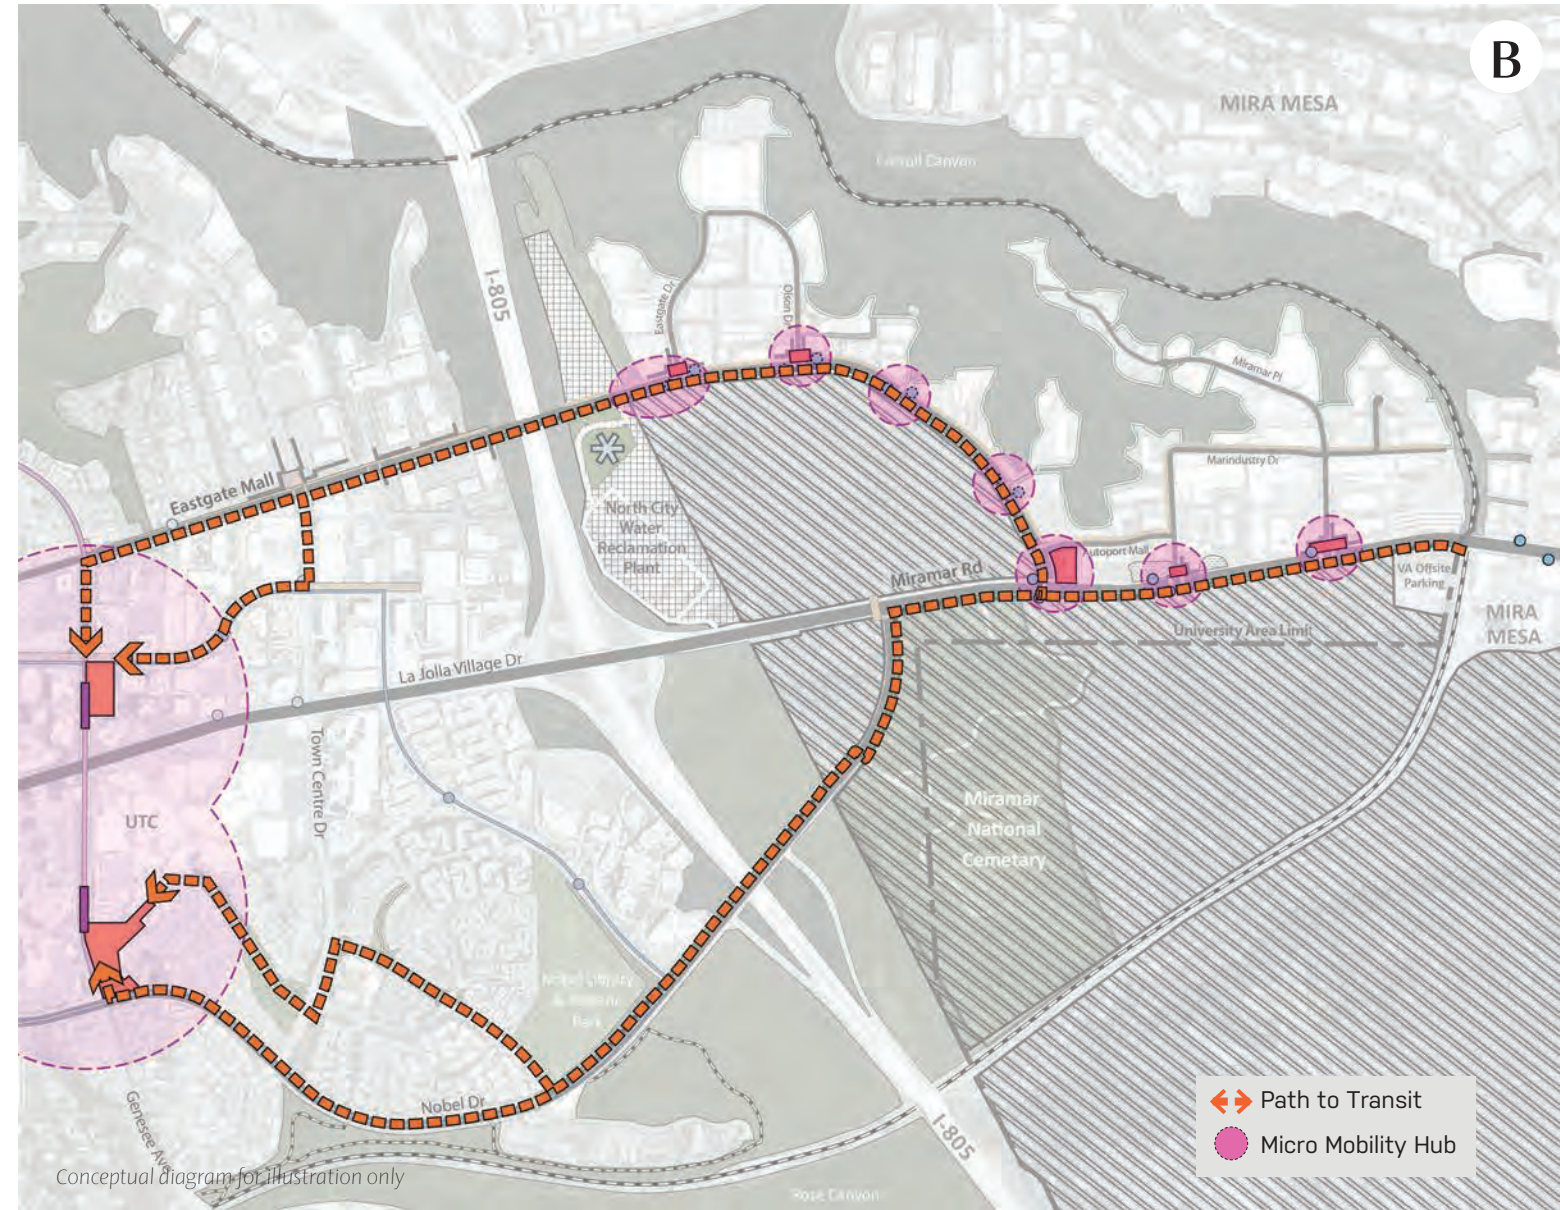 B
MIRA MESA
Carroll Canyon
I-805
Eastgate Dr
Olson Dr
Miramar Pl
Marindustry Dr
Eastgate Mall
North City
Water
Reclamation
Plant
Autoport Mall
Miramar Rd
VA Offsite
Parking
MIRA
MESA
University Area Limit
La Jolla Village Dr
Town Centre Dr
UTC
Miramar
National
Cemetary
Nobel Library
Park
Nobel Dr
Genesee Ave
I-805
Rose Canyon
Path to Transit
Micro Mobility Hub
Conceptual diagram for illustration only